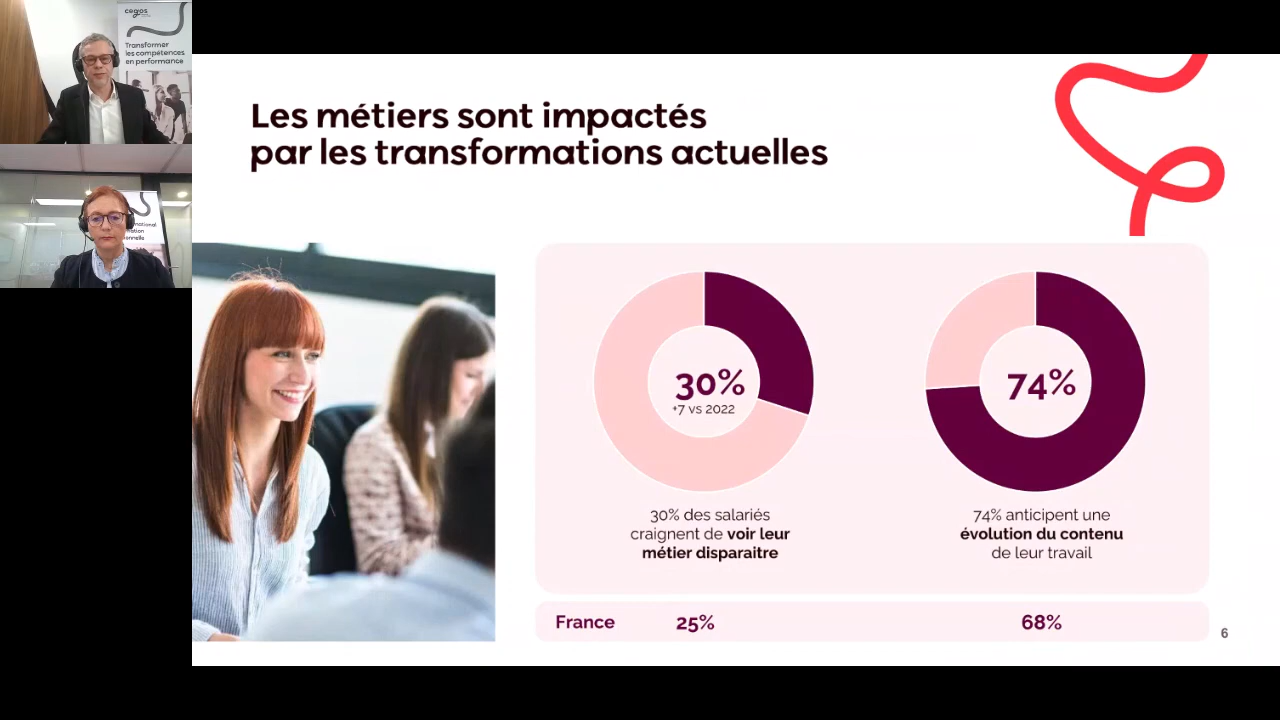 cegos
Transformer
les compétences
en performance
Les métiers sont impactés
par les transformations actuelles
30%
+7 vs 2022
74%
30% des salariés
craignent de voir leur
métier disparaitre
74% anticipent une
évolution du contenu
de leur travail
France
25%
68%
6